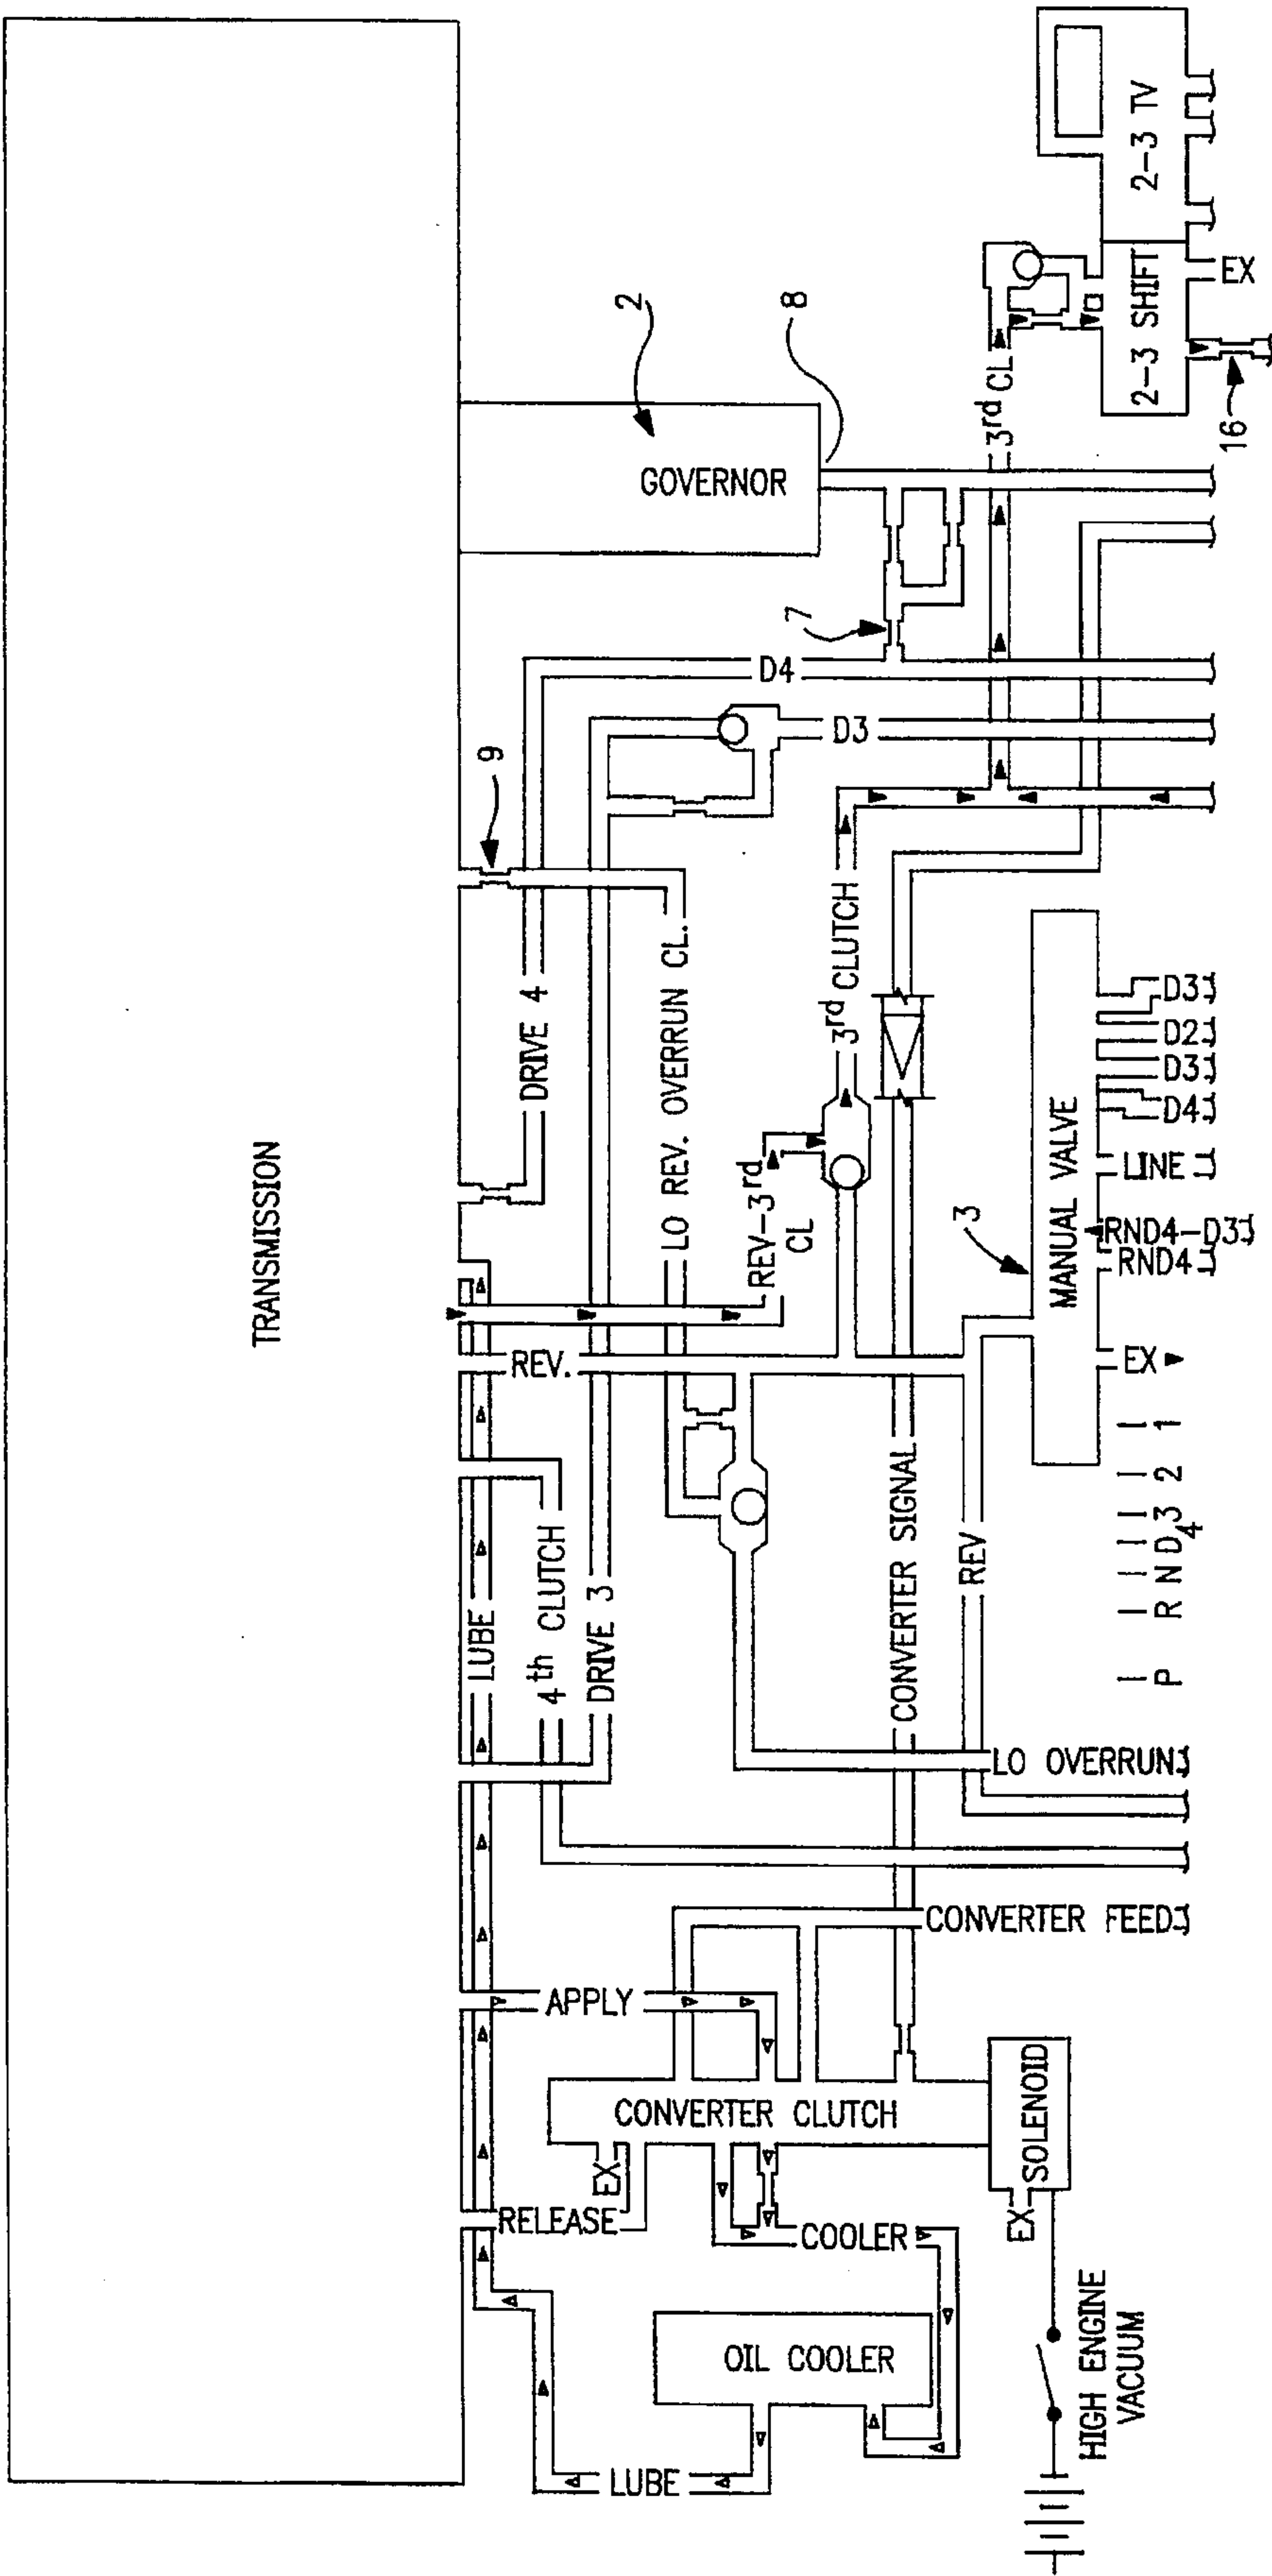 TRANSMISSION
2
GOVERNOR
8
2-3 TV
2-3 SHIFT
EX
16
3rd CL
7
D4
D3
9
DRIVE 4
LO REV. OVERRUN CL.
3rd CLUTCH
REV-3rd
CL
3
MANUAL VALVE
D3
D2
D3
D4
LINE
RND4-D3
RND4
EX
REV.
LUBE
4th CLUTCH
DRIVE 3
CONVERTER SIGNAL
REV
P R N D4 3 2 1
LO OVERRUN
CONVERTER FEED
APPLY
CONVERTER CLUTCH
EX
RELEASE
SOLENOID
EX
COOLER
OIL COOLER
LUBE
HIGH ENGINE
VACUUM